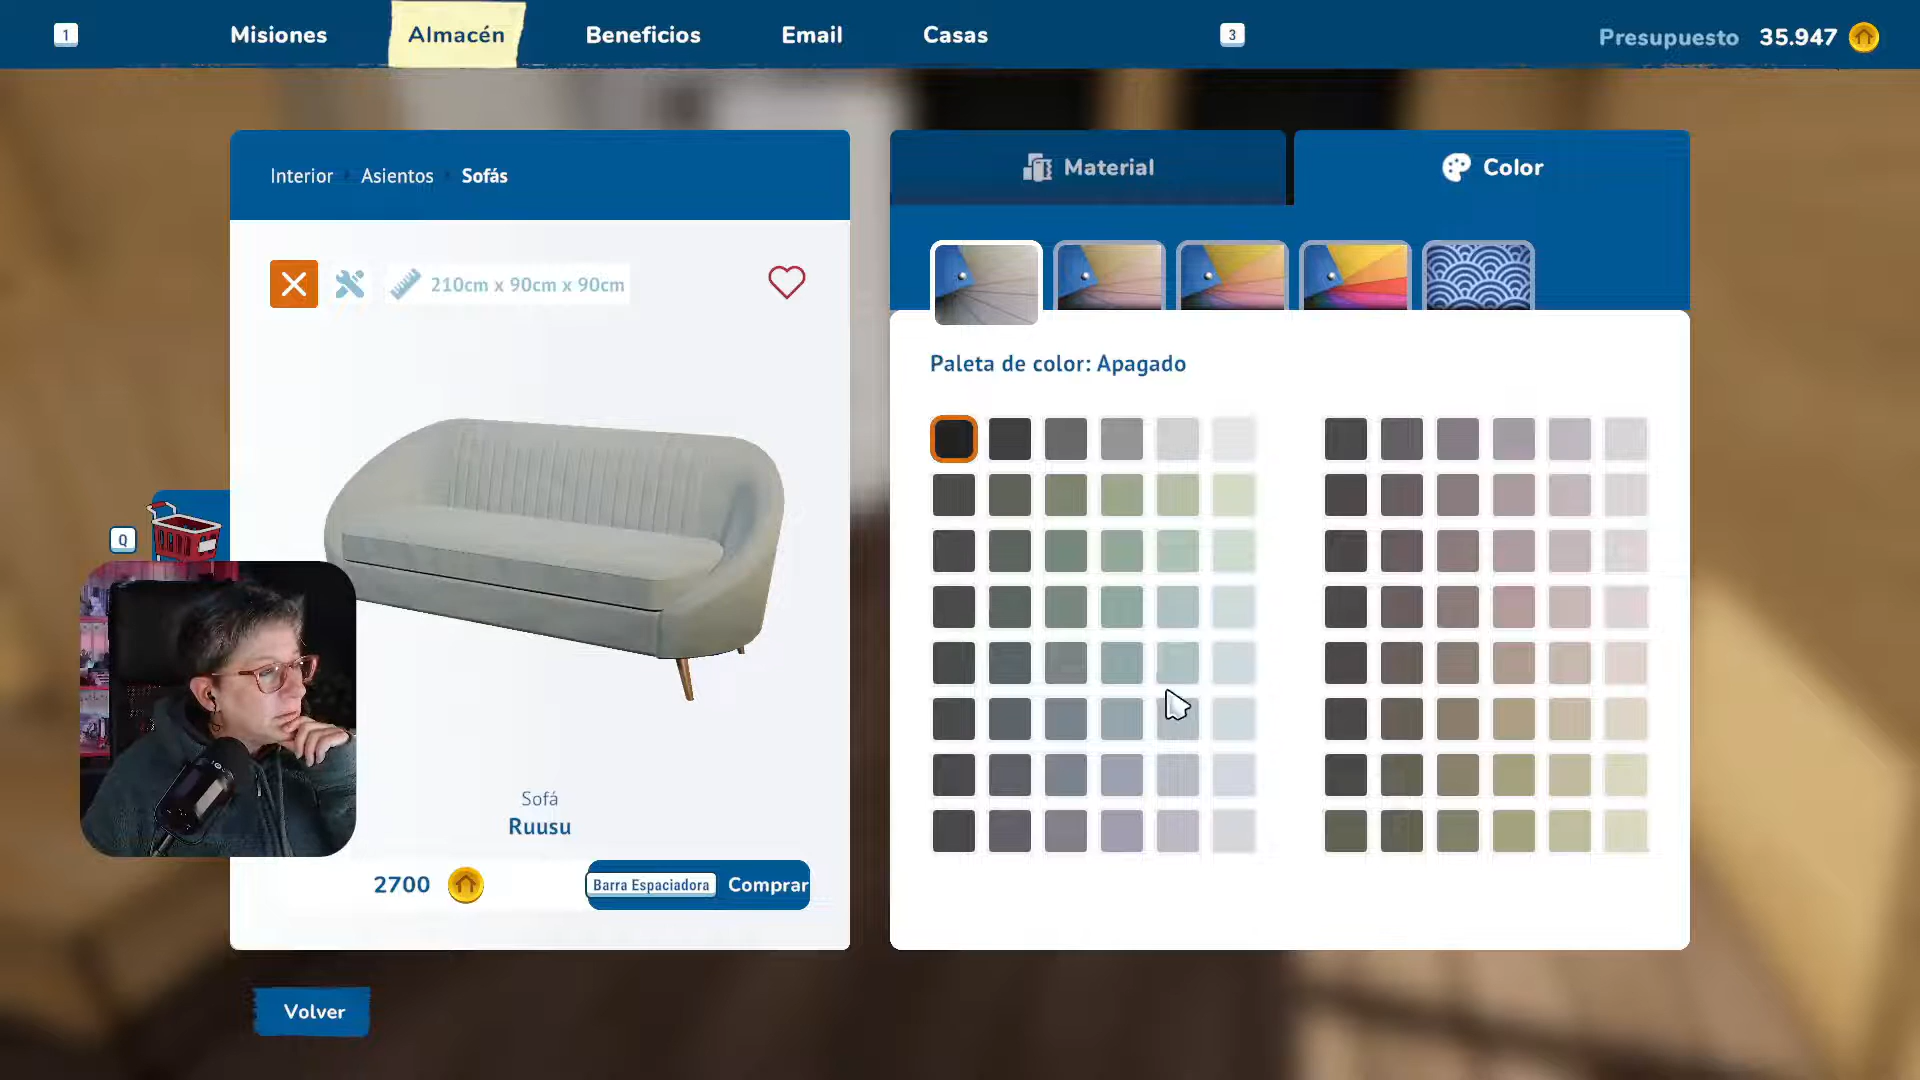 1
Misiones
Almacén
Beneficios
Email
Casas
3
Presupuesto 35.947
Interior Asientos Sofás
210cm x 90cm x 90cm
Q
Sofá
Ruusu
2700
Barra Espaciadora Comprar
Volver
Material
Color
Paleta de color: Apagado